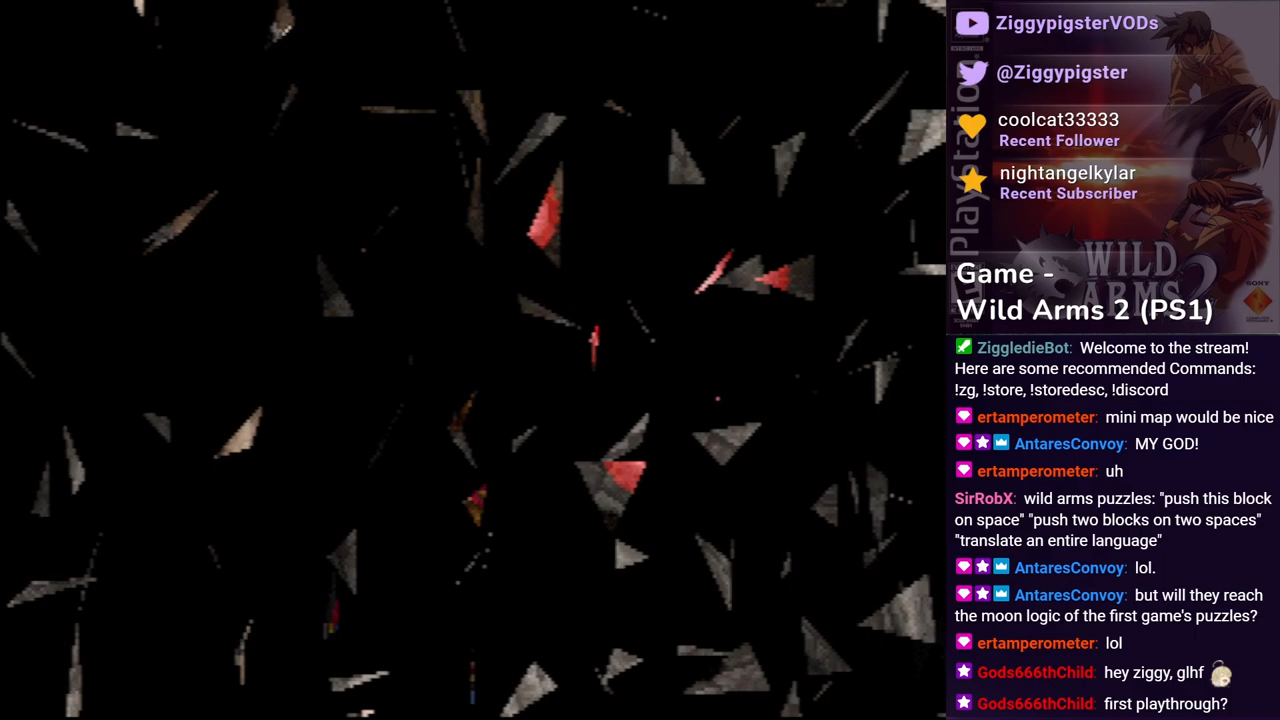 ZiggypigsterVODs
@Ziggypigster
coolcat33333
Recent Follower
nightangelkylar
Recent Subscriber
PlayStation
WILD
ARMS 2
SONY
Game -
Wild Arms 2 (PS1)
ZiggledieBot: Welcome to the stream!
Here are some recommended Commands:
!zg, !store, !storedesc, !discord
ertamperometer: mini map would be nice
AntaresConvoy: MY GOD!
ertamperometer: uh
SirRobX: wild arms puzzles: "push this block
on space" "push two blocks on two spaces"
"translate an entire language"
AntaresConvoy: lol.
AntaresConvoy: but will they reach
the moon logic of the first game's puzzles?
ertamperometer: lol
Gods666thChild: hey ziggy, glhf
Gods666thChild: first playthrough?